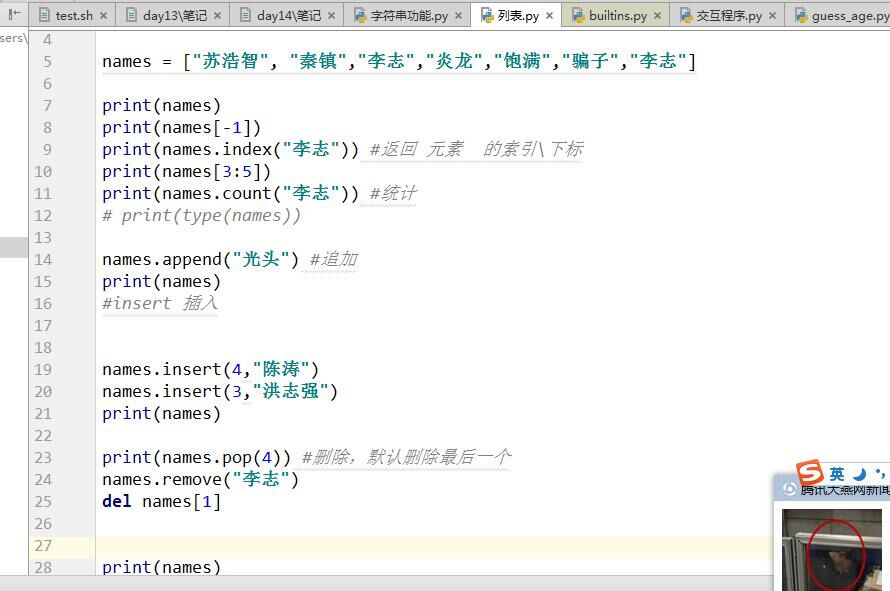 test.sh × day13\笔记 × day14\笔记 × 字符串功能.py × 列表.py × builtins.py × 交互程序.py × guess_age.py
sers\
4
5 names = ["苏浩智", "秦镇","李志","炎龙","饱满","骗子","李志"]
6
7 print(names)
8 print(names[-1])
9 print(names.index("李志")) #返回 元素  的索引\下标
10 print(names[3:5])
11 print(names.count("李志")) #统计
12 # print(type(names))
13
14 names.append("光头") #追加
15 print(names)
16 #insert 插入
17
18
19 names.insert(4,"陈涛")
20 names.insert(3,"洪志强")
21 print(names)
22
23 print(names.pop(4)) #删除，默认删除最后一个
24 names.remove("李志")
25 del names[1]
26
27
28 print(names)
英
腾讯大燕网新闻